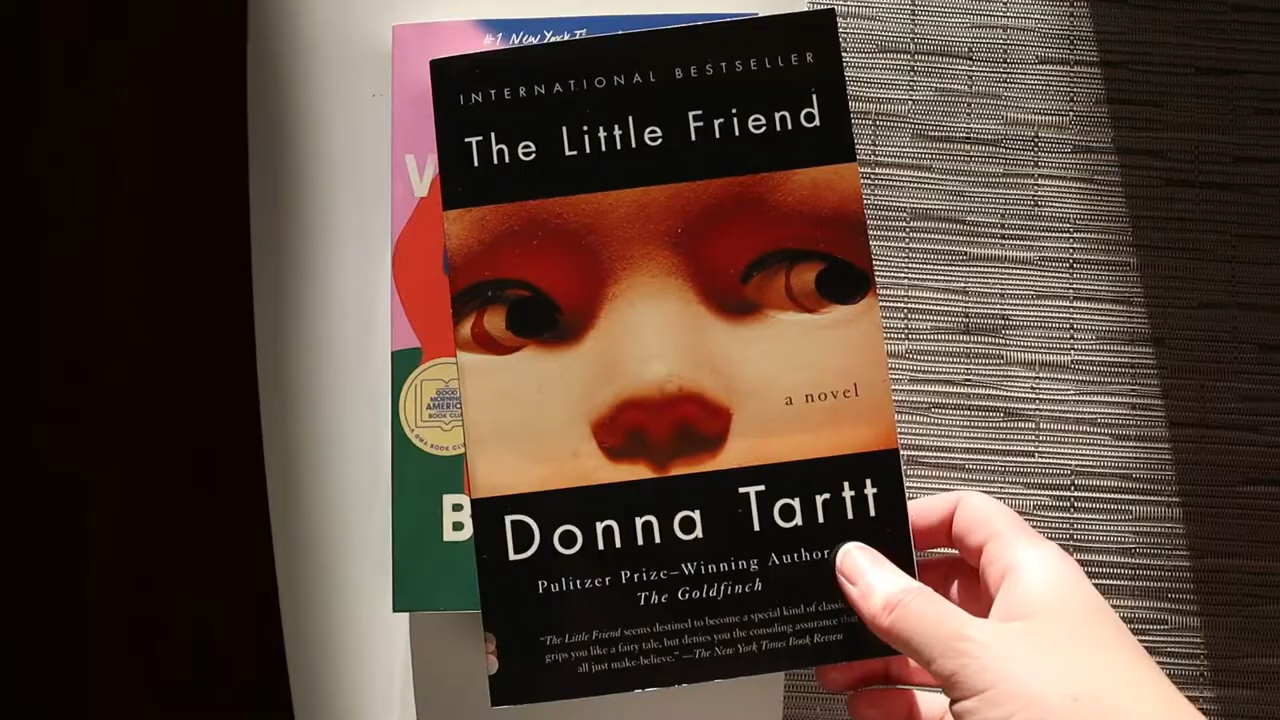 #1 New York
INTERNATIONAL BESTSELLER
The Little Friend
a novel
GOOD
MORNING
AMERICA
BOOK CLUB
A GMA BOOK
Donna Tartt
Pulitzer Prize–Winning Author
The Goldfinch
"The Little Friend seems destined to become a special kind of classic
grips you like a fairy tale, but denies you the consoling assurance that
all just make-believe." —The New York Times Book Review